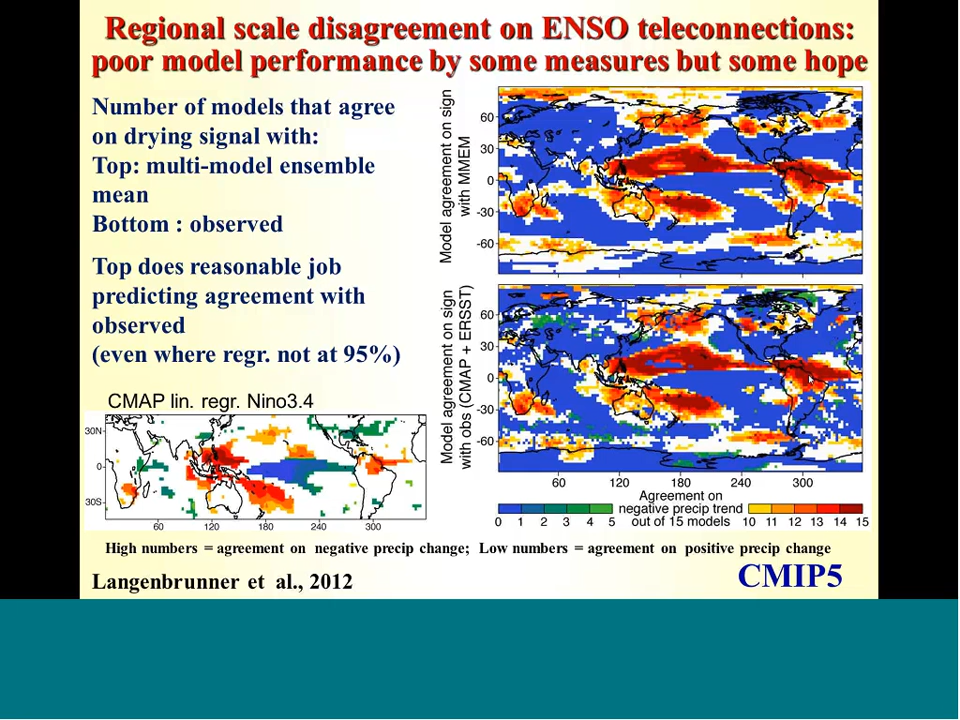 Regional scale disagreement on ENSO teleconnections:
poor model performance by some measures but some hope
Number of models that agree
on drying signal with:
Top: multi-model ensemble
mean
Bottom : observed
Top does reasonable job
predicting agreement with
observed
(even where regr. not at 95%)
CMAP lin. regr. Nino3.4
30N
0
30S
60 120 180 240 300
Model agreement on sign
with MMEM
60
30
0
-30
-60
Model agreement on sign
with obs (CMAP + ERSST)
60
30
0
-30
-60
60 120 180 240 300
Agreement on
negative precip trend
0 1 2 3 4 5 out of 15 models 10 11 12 13 14 15
High numbers = agreement on negative precip change; Low numbers = agreement on positive precip change
Langenbrunner et al., 2012
CMIP5